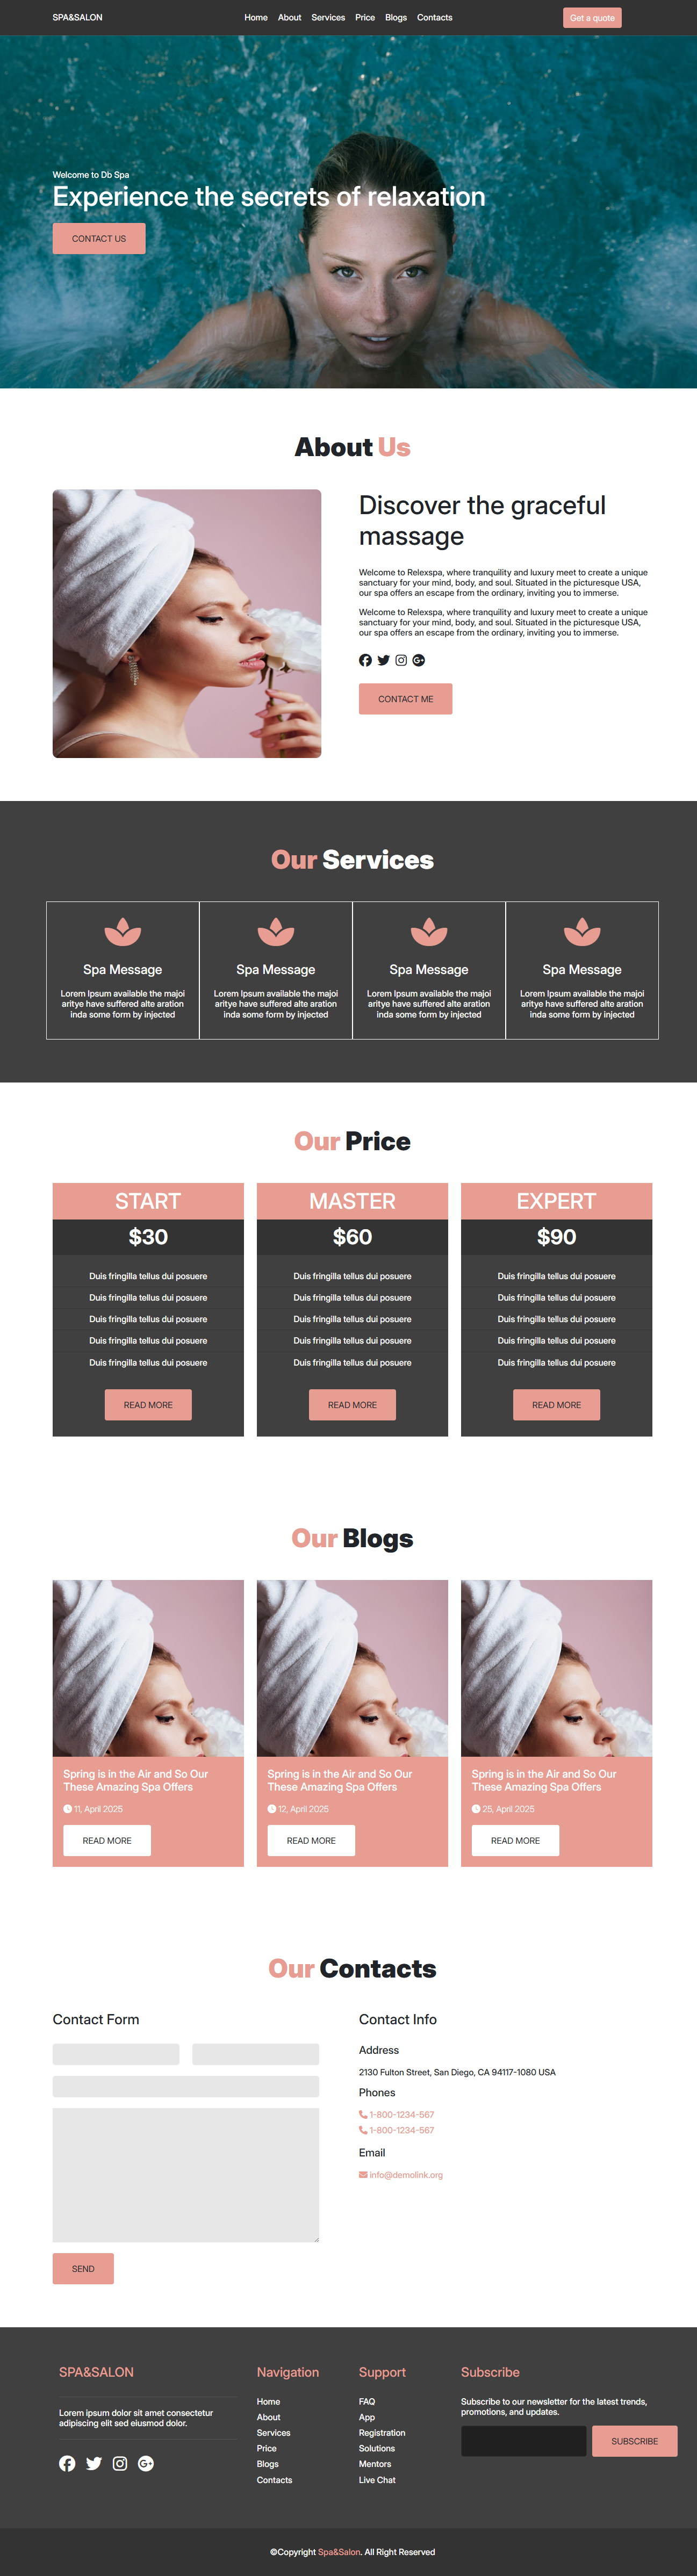 SPA&SALON
Home About Services Price Blogs Contacts
Get a quote
Welcome to Db Spa
Experience the secrets of relaxation
CONTACT US
About Us
Discover the graceful
massage
Welcome to Relexspa, where tranquility and luxury meet to create a unique
sanctuary for your mind, body, and soul. Situated in the picturesque USA,
our spa offers an escape from the ordinary, inviting you to immerse.
Welcome to Relexspa, where tranquility and luxury meet to create a unique
sanctuary for your mind, body, and soul. Situated in the picturesque USA,
our spa offers an escape from the ordinary, inviting you to immerse.
CONTACT ME
Our Services
Spa Message
Lorem Ipsum available the majoi
aritye have suffered alte aration
inda some form by injected
Spa Message
Lorem Ipsum available the majoi
aritye have suffered alte aration
inda some form by injected
Spa Message
Lorem Ipsum available the majoi
aritye have suffered alte aration
inda some form by injected
Spa Message
Lorem Ipsum available the majoi
aritye have suffered alte aration
inda some form by injected
Our Price
START
$30
Duis fringilla tellus dui posuere
Duis fringilla tellus dui posuere
Duis fringilla tellus dui posuere
Duis fringilla tellus dui posuere
Duis fringilla tellus dui posuere
READ MORE
MASTER
$60
Duis fringilla tellus dui posuere
Duis fringilla tellus dui posuere
Duis fringilla tellus dui posuere
Duis fringilla tellus dui posuere
Duis fringilla tellus dui posuere
READ MORE
EXPERT
$90
Duis fringilla tellus dui posuere
Duis fringilla tellus dui posuere
Duis fringilla tellus dui posuere
Duis fringilla tellus dui posuere
Duis fringilla tellus dui posuere
READ MORE
Our Blogs
Spring is in the Air and So Our
These Amazing Spa Offers
11, April 2025
READ MORE
Spring is in the Air and So Our
These Amazing Spa Offers
12, April 2025
READ MORE
Spring is in the Air and So Our
These Amazing Spa Offers
25, April 2025
READ MORE
Our Contacts
Contact Form
SEND
Contact Info
Address
2130 Fulton Street, San Diego, CA 94117-1080 USA
Phones
1-800-1234-567
1-800-1234-567
Email
info@demolink.org
SPA&SALON
Lorem ipsum dolor sit amet consectetur
adipiscing elit sed eiusmod dolor.
Navigation
Home
About
Services
Price
Blogs
Contacts
Support
FAQ
App
Registration
Solutions
Mentors
Live Chat
Subscribe
Subscribe to our newsletter for the latest trends,
promotions, and updates.
SUBSCRIBE
©Copyright Spa&Salon. All Right Reserved